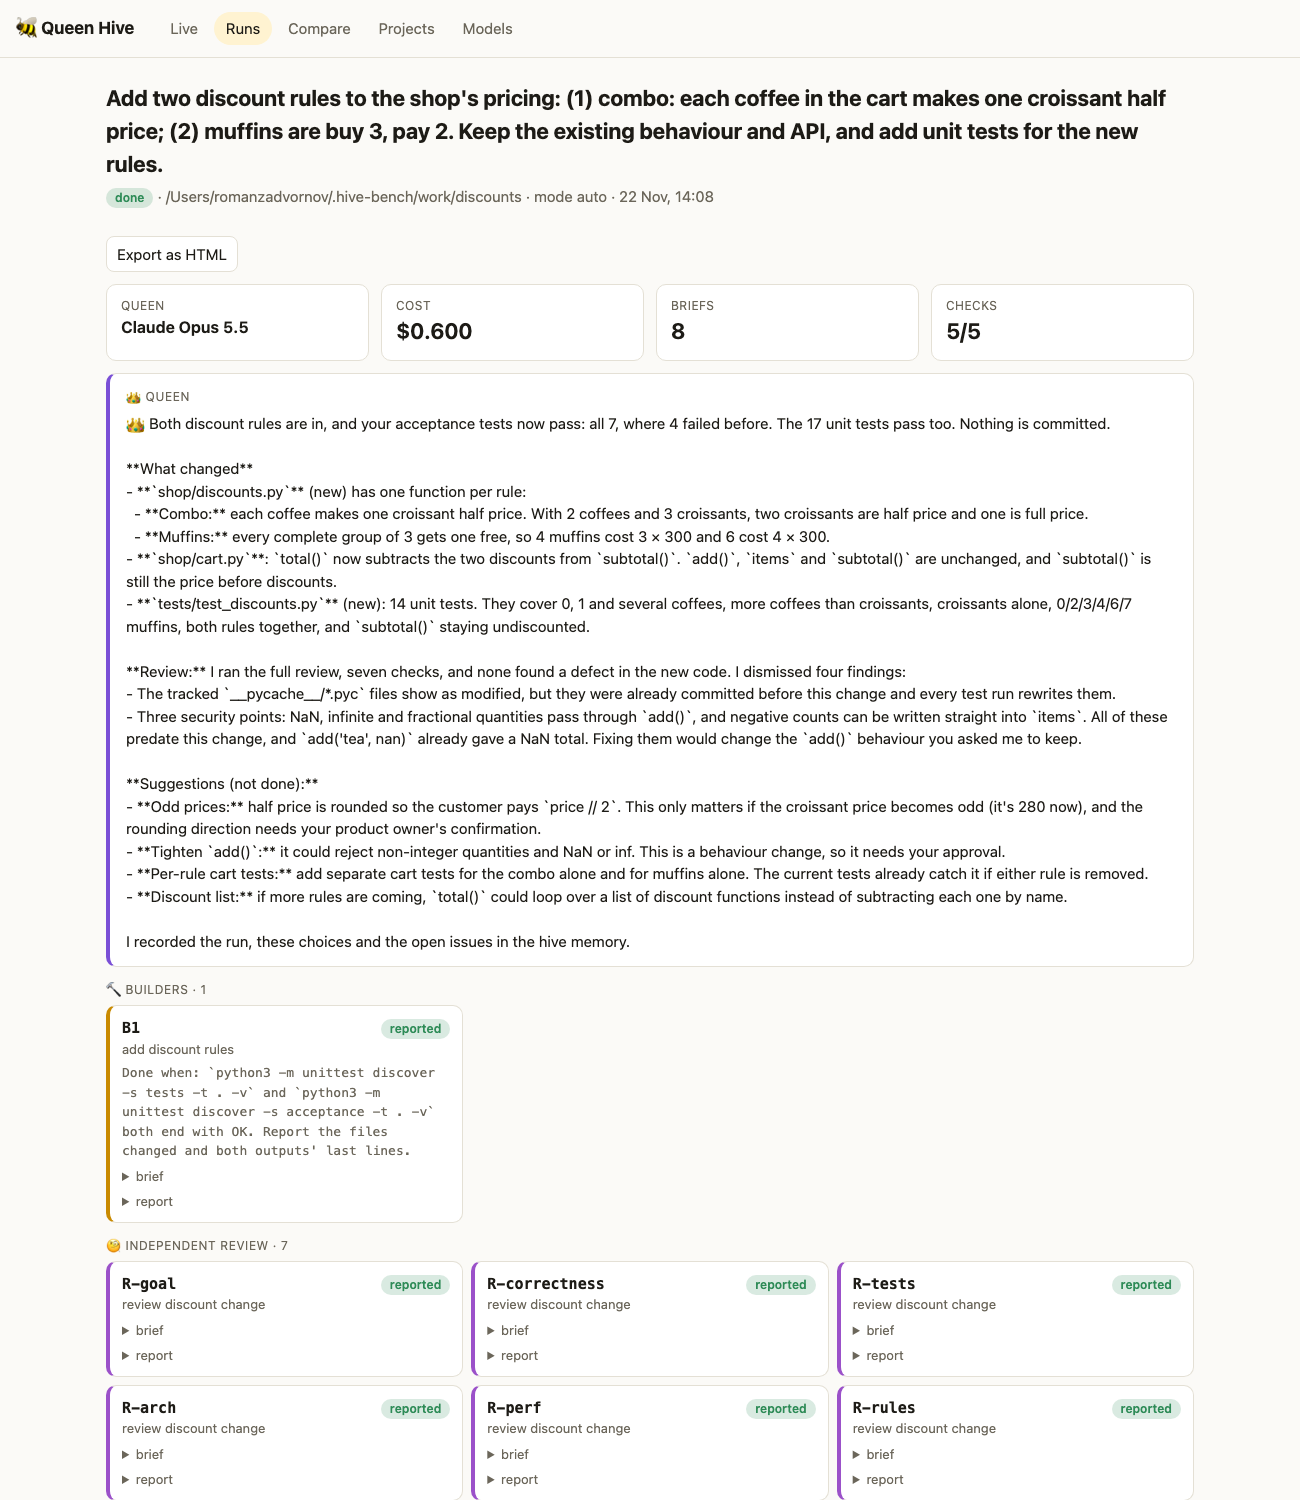 Queen Hive Live Runs Compare Projects Models
Add two discount rules to the shop's pricing: (1) combo: each coffee in the cart makes one croissant half
price; (2) muffins are buy 3, pay 2. Keep the existing behaviour and API, and add unit tests for the new
rules.
done · /Users/romanzadvornov/.hive-bench/work/discounts · mode auto · 22 Nov, 14:08
Export as HTML
QUEEN
Claude Opus 5.5
COST
$0.600
BRIEFS
8
CHECKS
5/5
QUEEN
Both discount rules are in, and your acceptance tests now pass: all 7, where 4 failed before. The 17 unit tests pass too. Nothing is committed.
**What changed**
- **`shop/discounts.py`** (new) has one function per rule:
- **Combo:** each coffee makes one croissant half price. With 2 coffees and 3 croissants, two croissants are half price and one is full price.
- **Muffins:** every complete group of 3 gets one free, so 4 muffins cost 3 × 300 and 6 cost 4 × 300.
- **`shop/cart.py`**: `total()` now subtracts the two discounts from `subtotal()`. `add()`, `items` and `subtotal()` are unchanged, and `subtotal()` is
still the price before discounts.
- **`tests/test_discounts.py`** (new): 14 unit tests. They cover 0, 1 and several coffees, more coffees than croissants, croissants alone, 0/2/3/4/6/7
muffins, both rules together, and `subtotal()` staying undiscounted.
**Review:** I ran the full review, seven checks, and none found a defect in the new code. I dismissed four findings:
- The tracked `__pycache__/*.pyc` files show as modified, but they were already committed before this change and every test run rewrites them.
- Three security points: NaN, infinite and fractional quantities pass through `add()`, and negative counts can be written straight into `items`. All of these
predate this change, and `add('tea', nan)` already gave a NaN total. Fixing them would change the `add()` behaviour you asked me to keep.
**Suggestions (not done):**
- **Odd prices:** half price is rounded so the customer pays `price // 2`. This only matters if the croissant price becomes odd (it's 280 now), and the
rounding direction needs your product owner's confirmation.
- **Tighten `add()`:** it could reject non-integer quantities and NaN or inf. This is a behaviour change, so it needs your approval.
- **Per-rule cart tests:** add separate cart tests for the combo alone and for muffins alone. The current tests already catch it if either rule is removed.
- **Discount list:** if more rules are coming, `total()` could loop over a list of discount functions instead of subtracting each one by name.
I recorded the run, these choices and the open issues in the hive memory.
BUILDERS · 1
B1 reported
add discount rules
Done when: `python3 -m unittest discover
-s tests -t . -v` and `python3 -m
unittest discover -s acceptance -t . -v`
both end with OK. Report the files
changed and both outputs' last lines.
brief
report
INDEPENDENT REVIEW · 7
R-goal reported
review discount change
brief
report
R-correctness reported
review discount change
brief
report
R-tests reported
review discount change
brief
report
R-arch reported
review discount change
brief
report
R-perf reported
review discount change
brief
report
R-rules reported
review discount change
brief
report